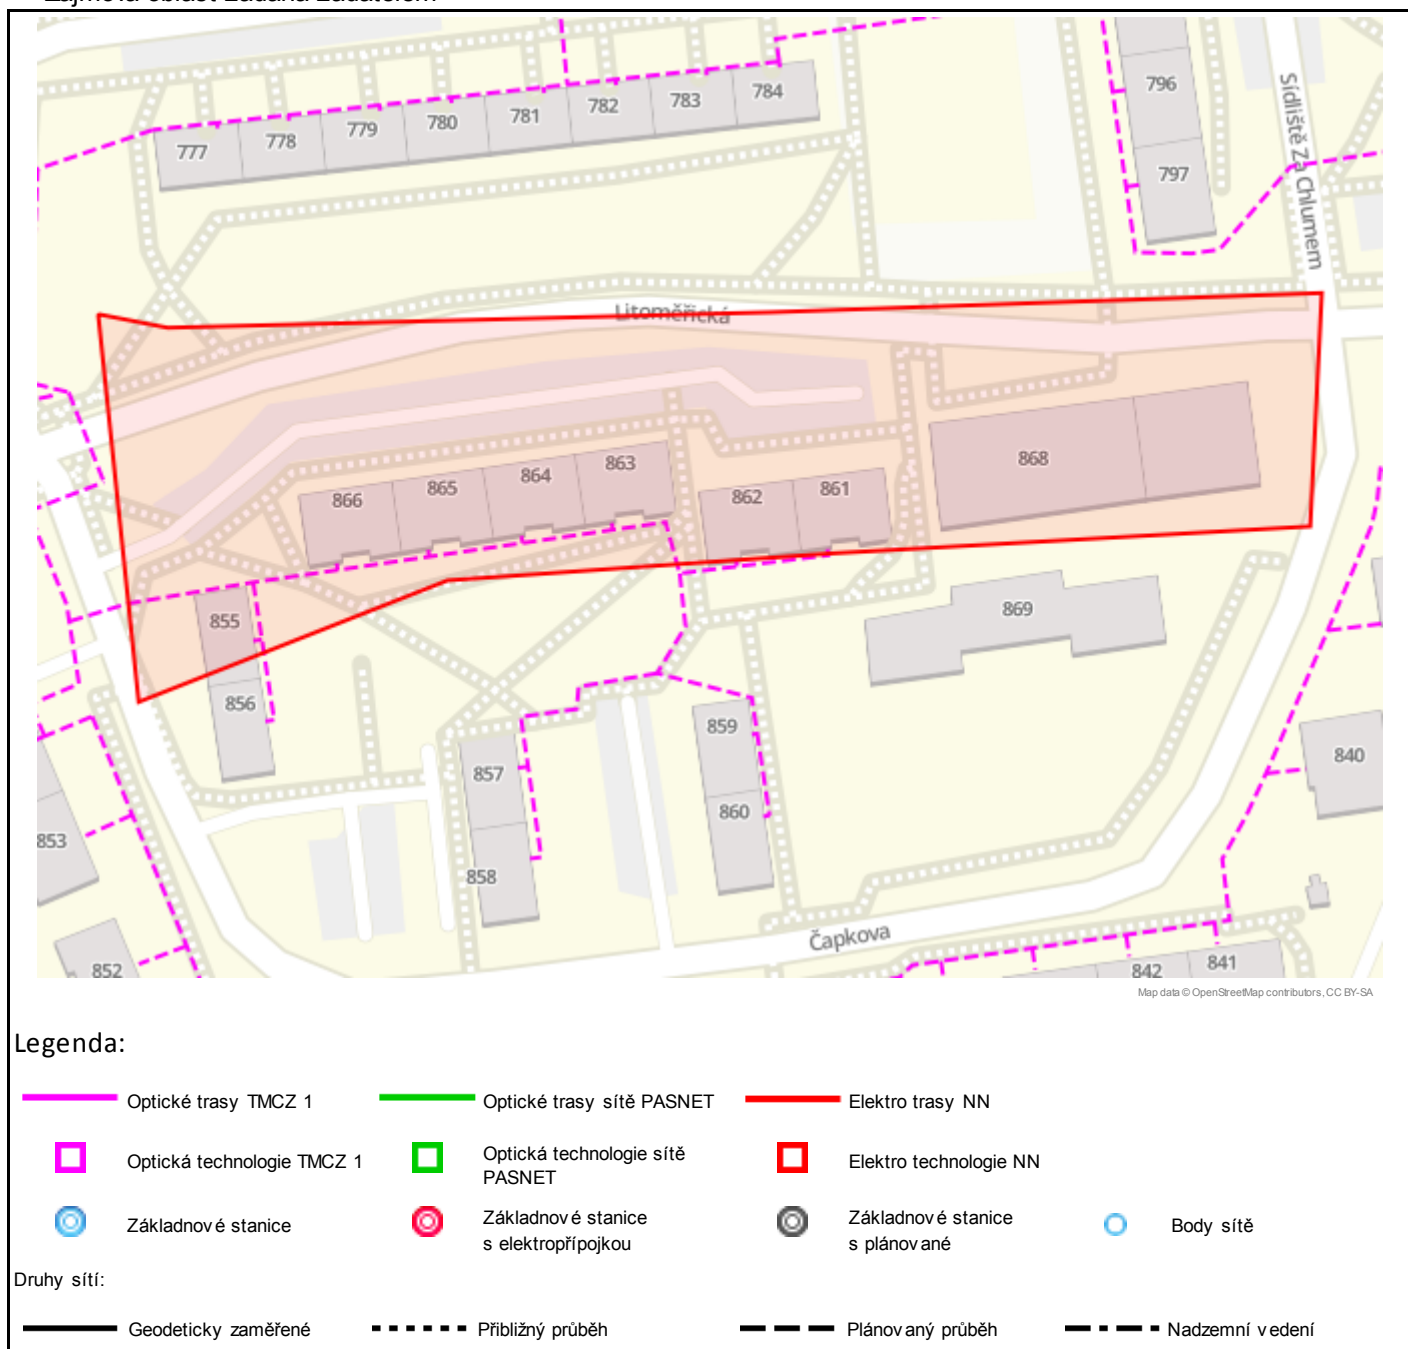 Zájmová oblast zadaná žadatelem
784
783
782
781
780
779
778
777
796
797
Sídliště Za Chlumem
Litoměřická
868
863
864
865
866
861
862
869
855
856
859
860
857
858
840
853
852
Čapkova
841
842
Map data © OpenStreetMap contributors, CC BY-SA
Legenda:
Optické trasy TMCZ 1
Optické trasy sítě PASNET
Elektro trasy NN
Optická technologie TMCZ 1
Optická technologie sítě
PASNET
Elektro technologie NN
Základnové stanice
Základnové stanice
s elektropřípojkou
Základnové stanice
s plánované
Body sítě
Druhy sítí:
Geodeticky zaměřené
Přibližný průběh
Plánovaný průběh
Nadzemní vedení